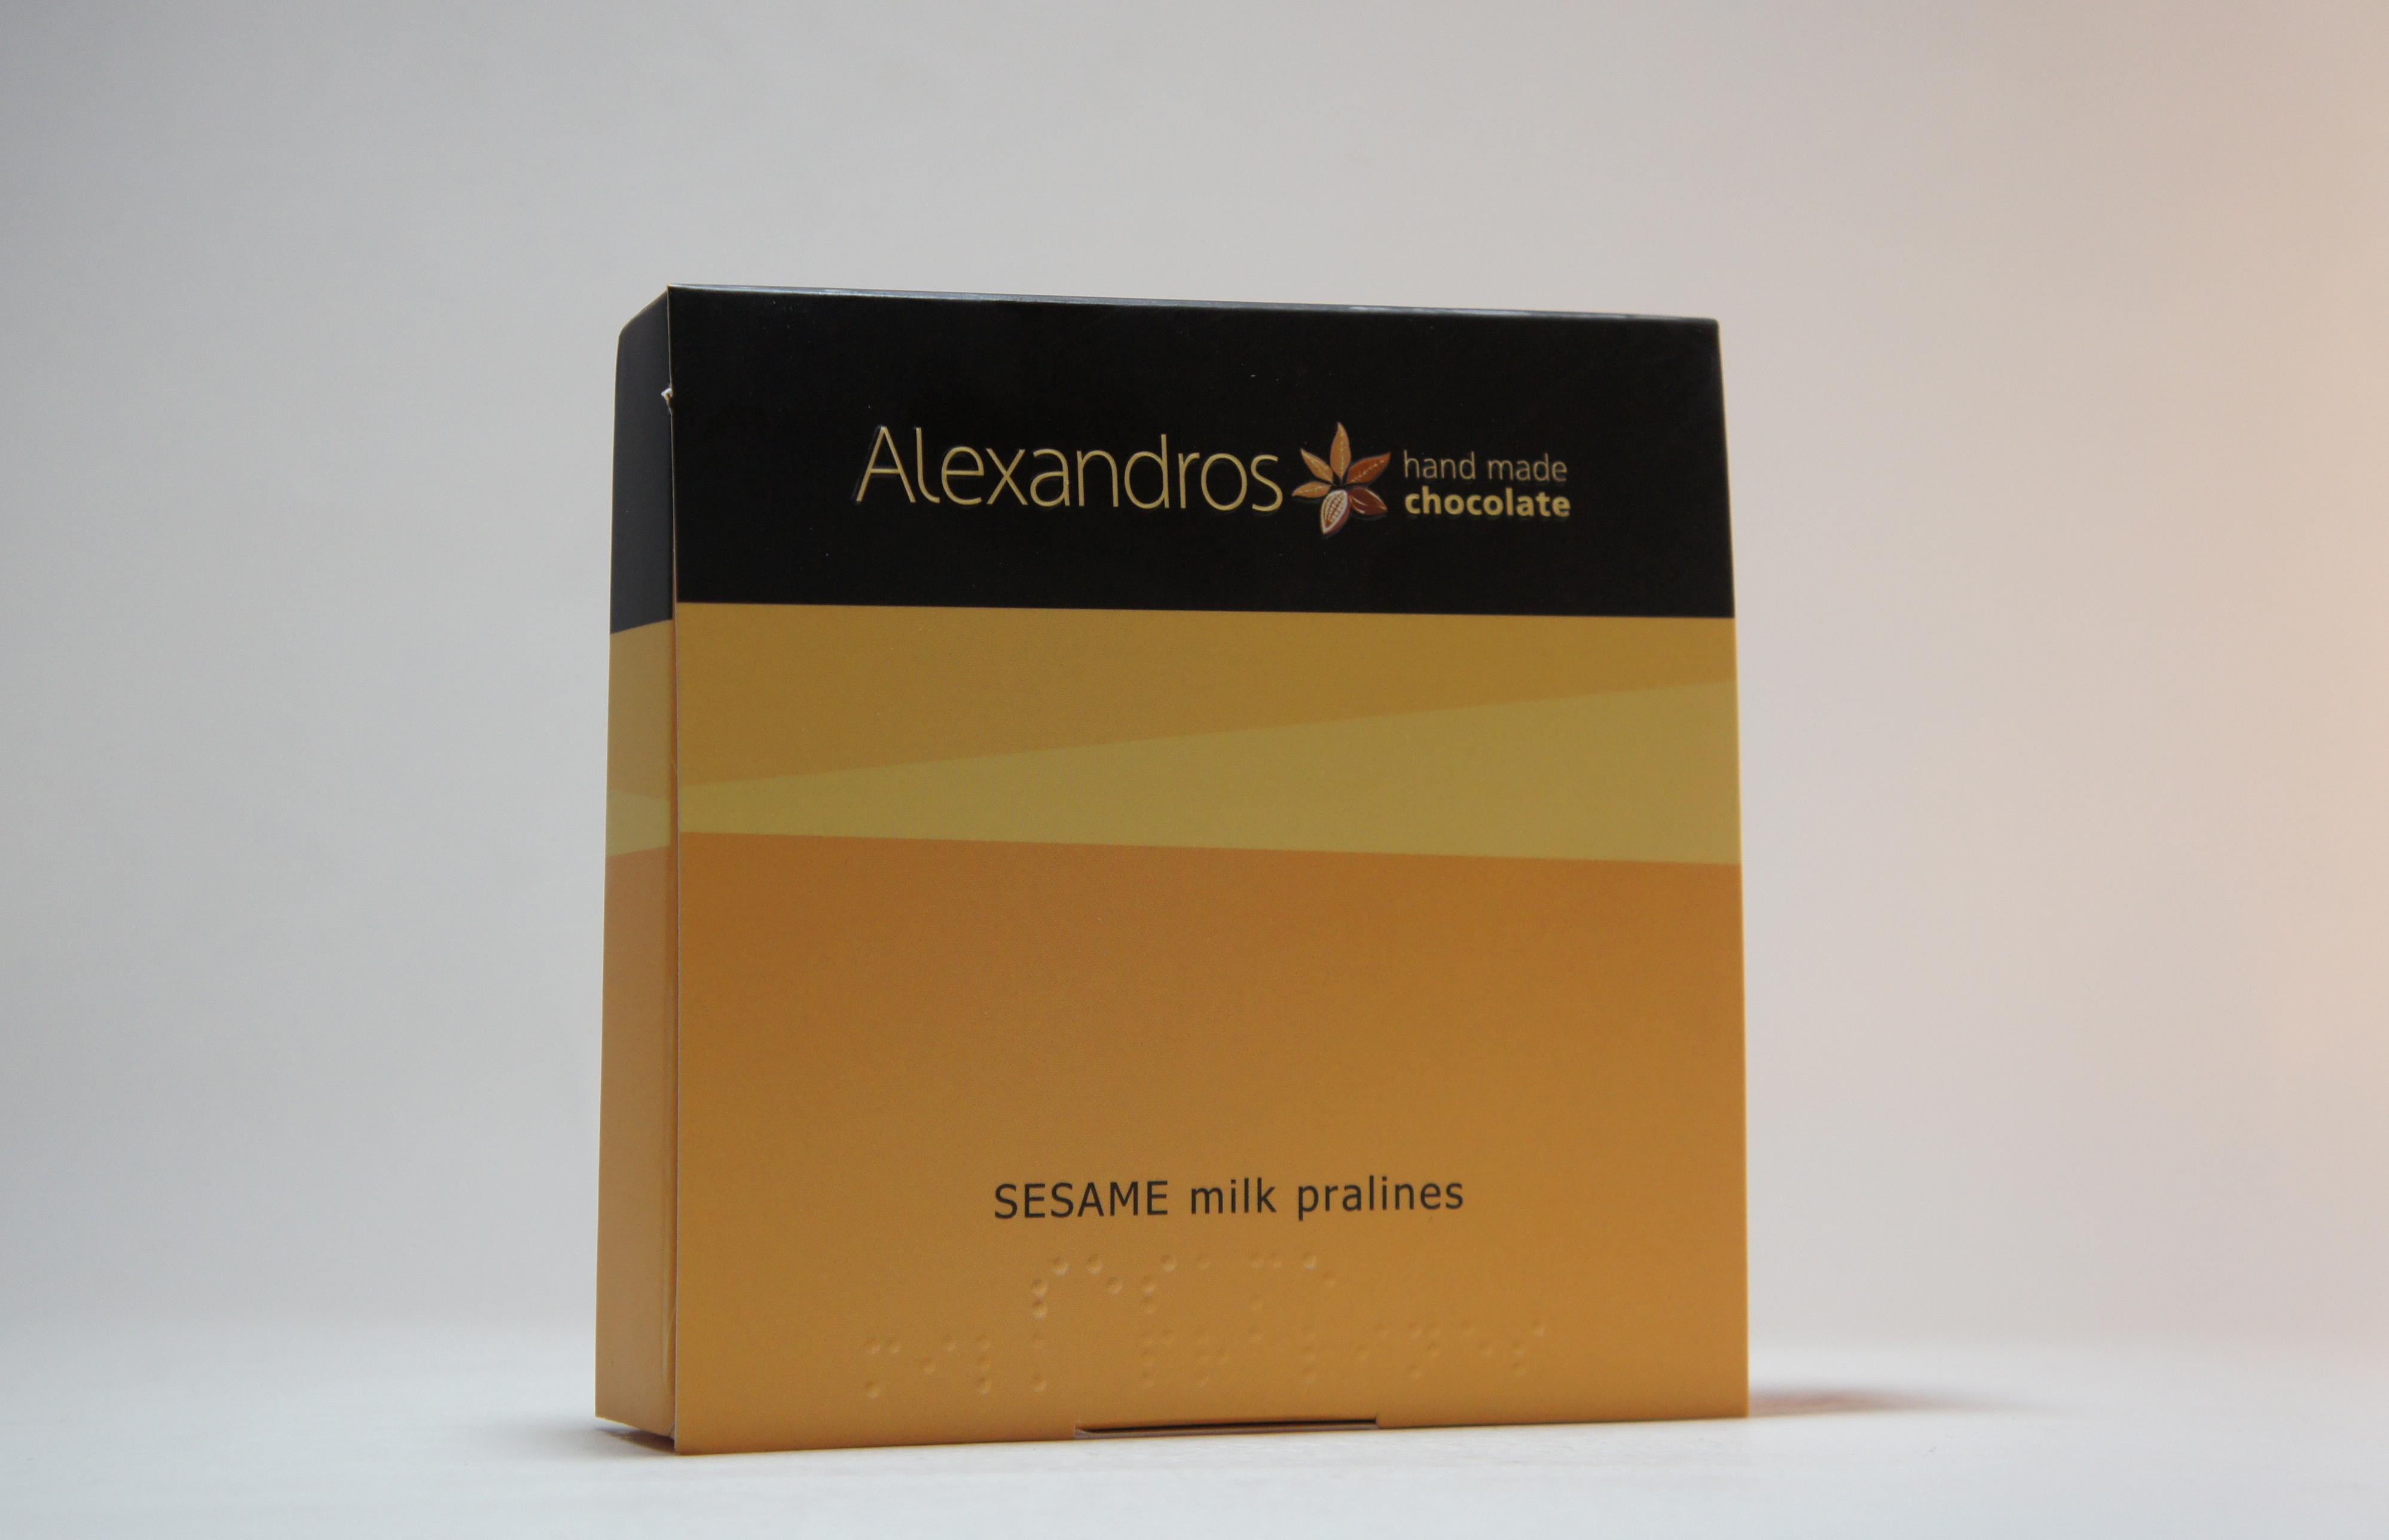 Alexandros
hand made
chocolate
SESAME milk pralines